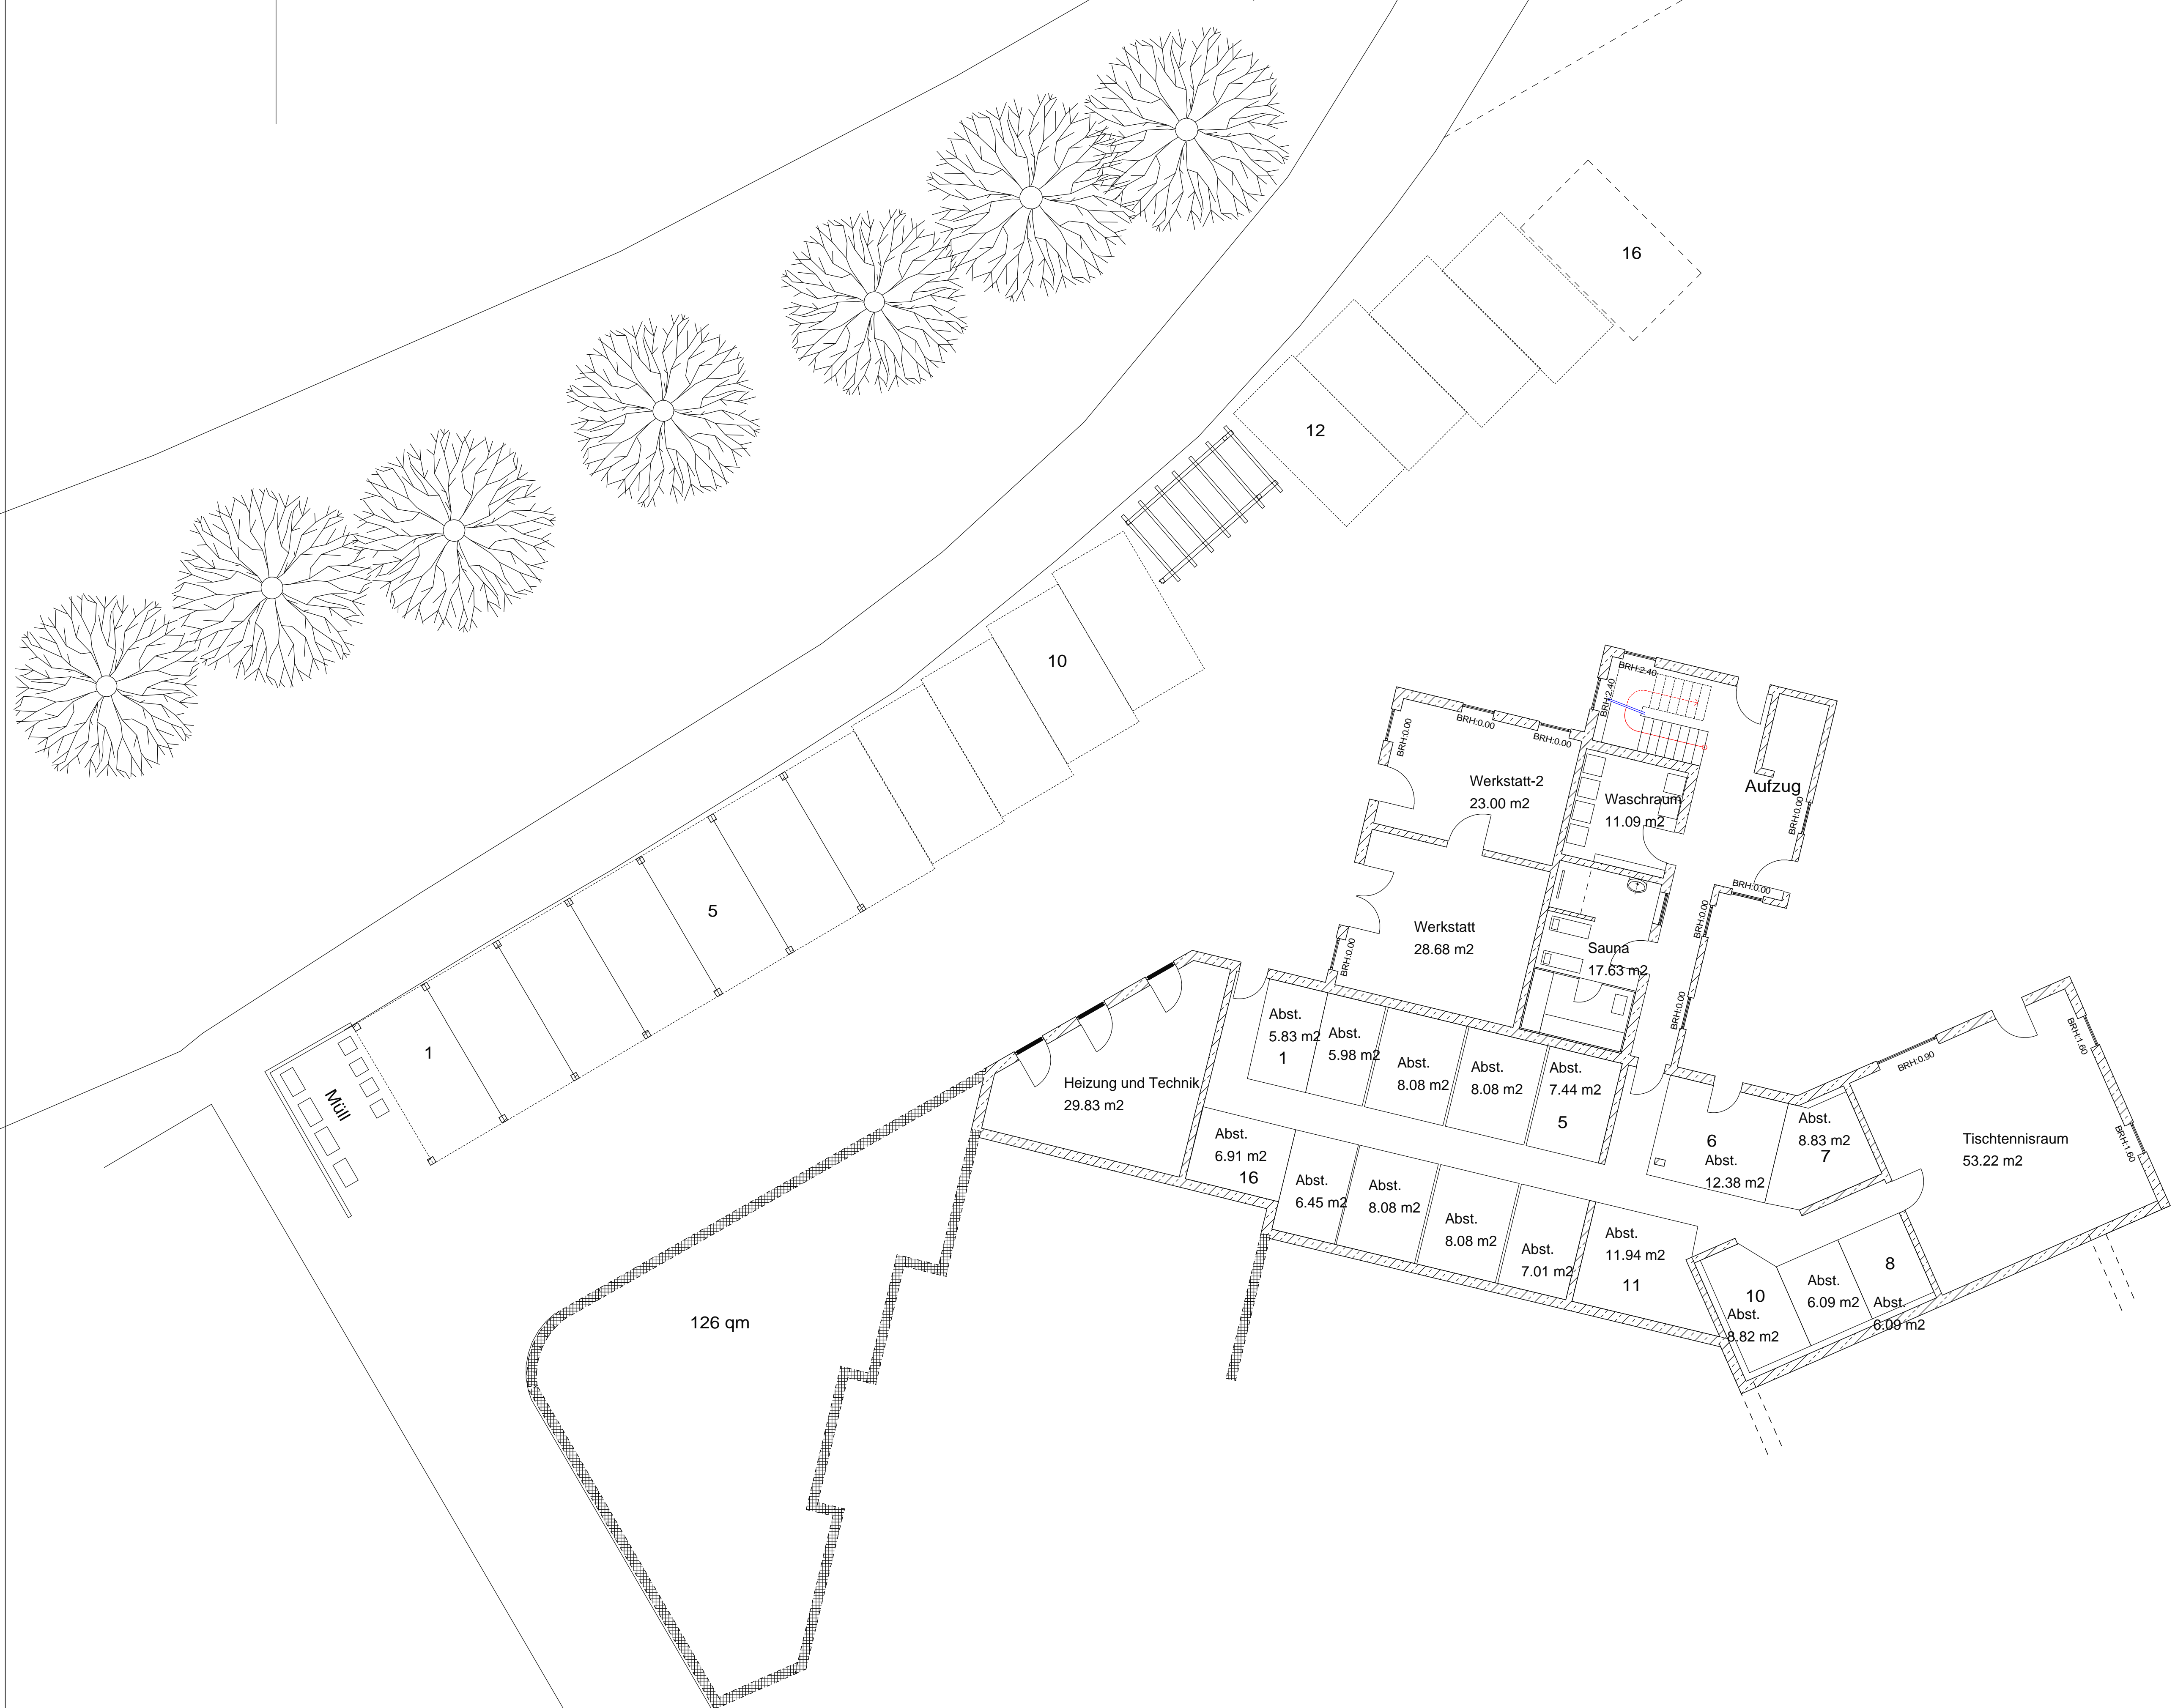 16
12
10
5
1
Müll
BRH:2.40
BRH:2.40
BRH:0.00
BRH:0.00
BRH:0.00
Werkstatt-2
23.00 m2
Waschraum
11.09 m2
Aufzug
BRH:0.00
BRH:0.00
BRH:0.00
Werkstatt
28.68 m2
BRH:0.00
Sauna
17.63 m2
BRH:0.00
Heizung und Technik
29.83 m2
Abst.
5.83 m2
1
Abst.
5.98 m2
Abst.
8.08 m2
Abst.
8.08 m2
Abst.
7.44 m2
5
6
Abst.
12.38 m2
Abst.
8.83 m2
7
BRH:0.90
BRH:1.60
BRH:1.60
Tischtennisraum
53.22 m2
Abst.
6.91 m2
16
Abst.
6.45 m2
Abst.
8.08 m2
Abst.
8.08 m2
Abst.
7.01 m2
Abst.
11.94 m2
11
10
Abst.
8.82 m2
Abst.
6.09 m2
8
Abst.
6.09 m2
126 qm